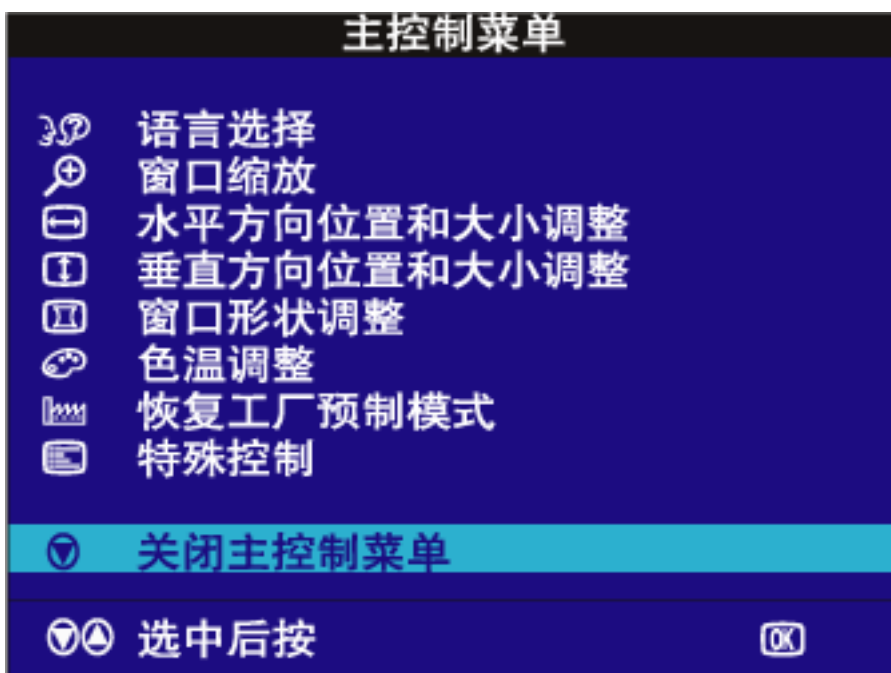 主控制菜单
语言选择
窗口缩放
水平方向位置和大小调整
垂直方向位置和大小调整
窗口形状调整
色温调整
恢复工厂预制模式
特殊控制
关闭主控制菜单
选中后按 OK